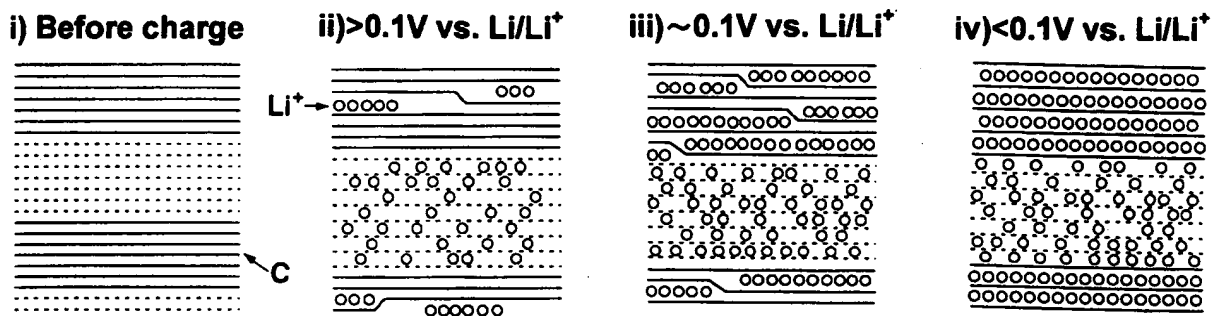 i) Before charge
ii)>0.1V vs. Li/Li⁺
iii)~0.1V vs. Li/Li⁺
iv)<0.1V vs. Li/Li⁺
Li⁺
C